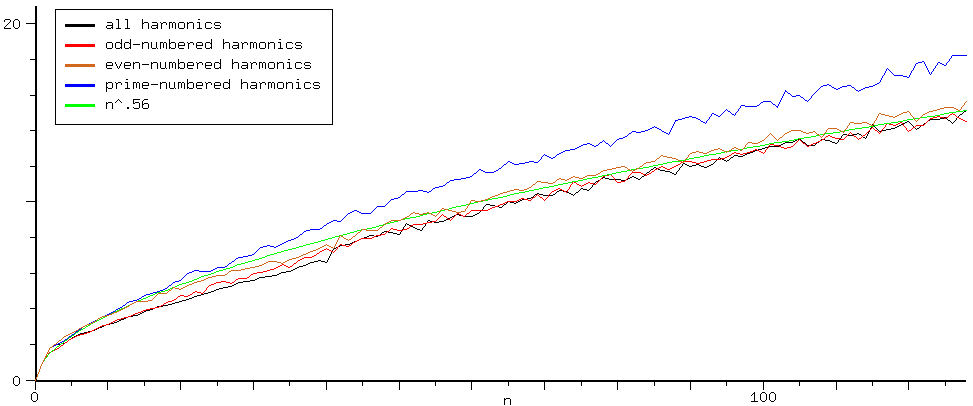 20
all harmonics
odd-numbered harmonics
even-numbered harmonics
prime-numbered harmonics
n^.56
0
0
n
100